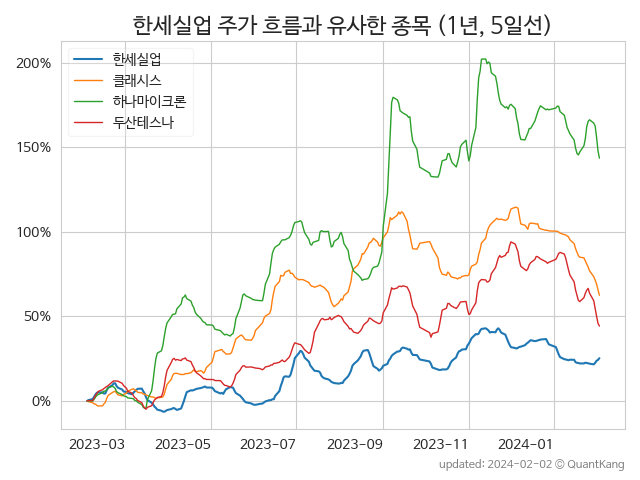 한세실업 주가 흐름과 유사한 종목 (1년, 5일선)
한세실업
클래시스
하나마이크론
두산테스나
200%
150%
100%
50%
0%
2023-03 2023-05 2023-07 2023-09 2023-11 2024-01
updated: 2024-02-02 © QuantKang